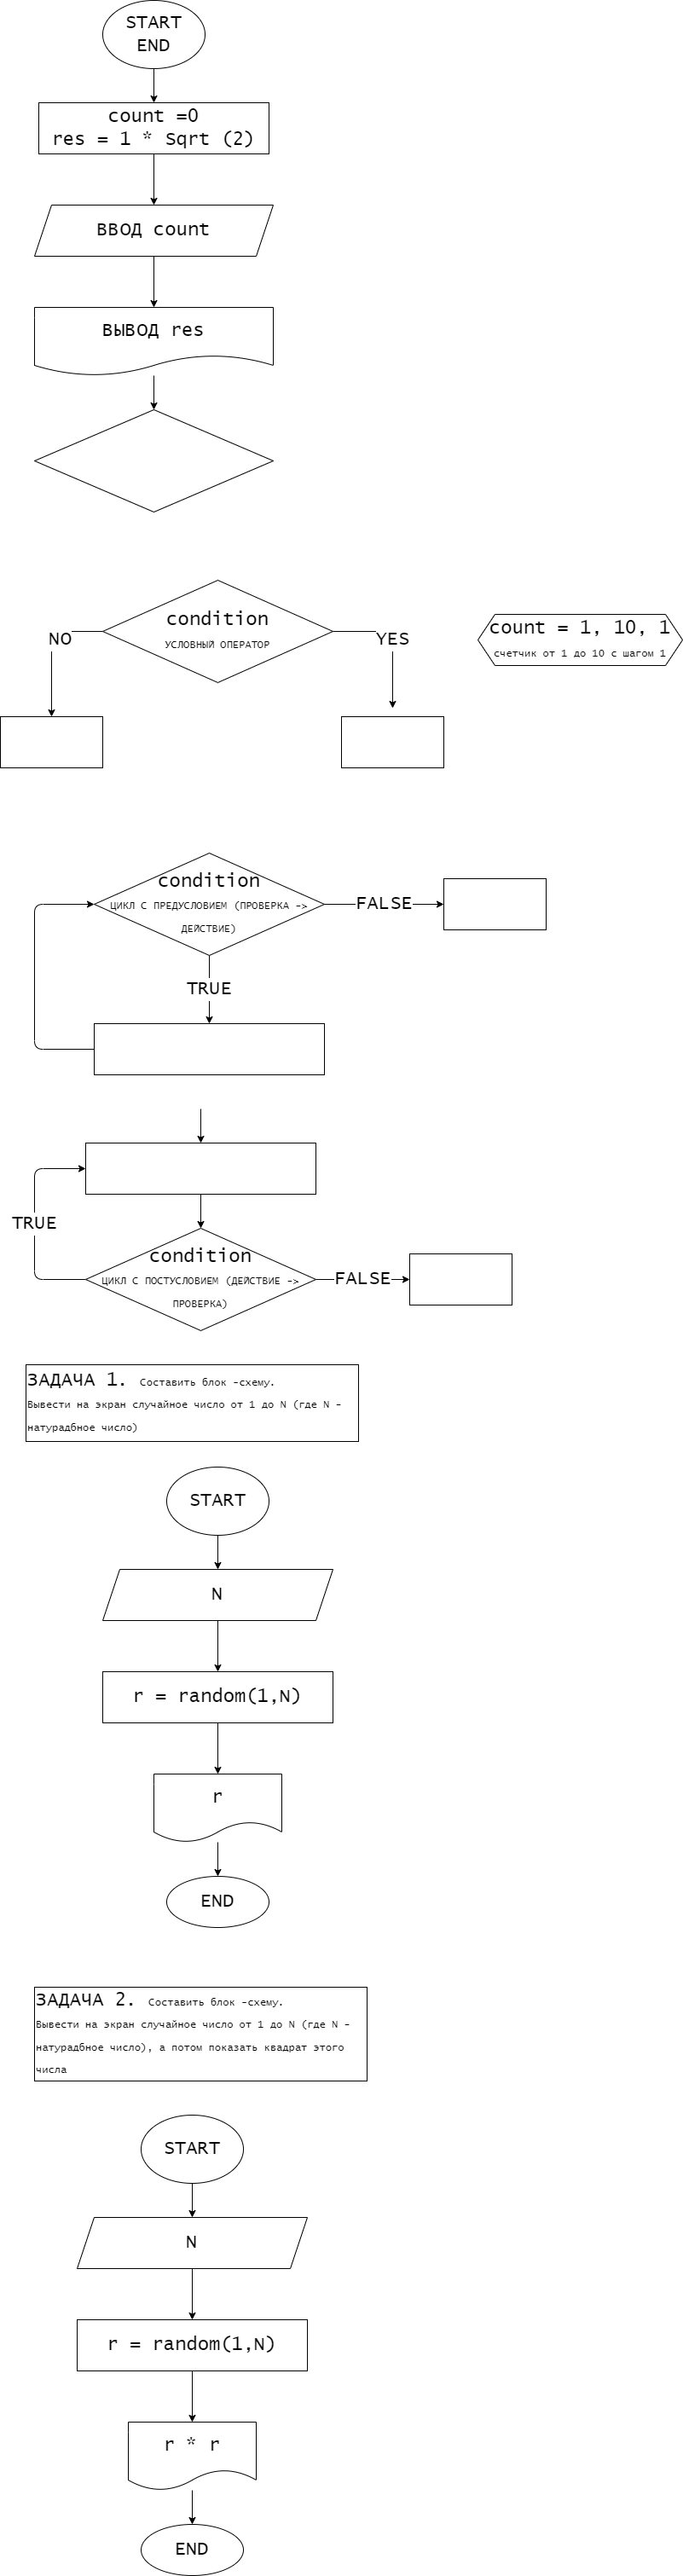 START
END
count =0
res = 1 * Sqrt (2)
ВВОД count
ВЫВОД res
condition
УСЛОВНЫЙ ОПЕРАТОР
NO
YES
count = 1, 10, 1
счетчик от 1 до 10 с шагом 1
condition
ЦИКЛ С ПРЕДУСЛОВИЕМ (ПРОВЕРКА ->
ДЕЙСТВИЕ)
FALSE
TRUE
TRUE
condition
ЦИКЛ С ПОСТУСЛОВИЕМ (ДЕЙСТВИЕ ->
ПРОВЕРКА)
FALSE
ЗАДАЧА 1. Составить блок -схему.
Вывести на экран случайное число от 1 до N (где N -
натурадбное число)
START
N
r = random(1,N)
r
END
ЗАДАЧА 2. Составить блок -схему.
Вывести на экран случайное число от 1 до N (где N -
натурадбное число), а потом показать квадрат этого
числа
START
N
r = random(1,N)
r * r
END